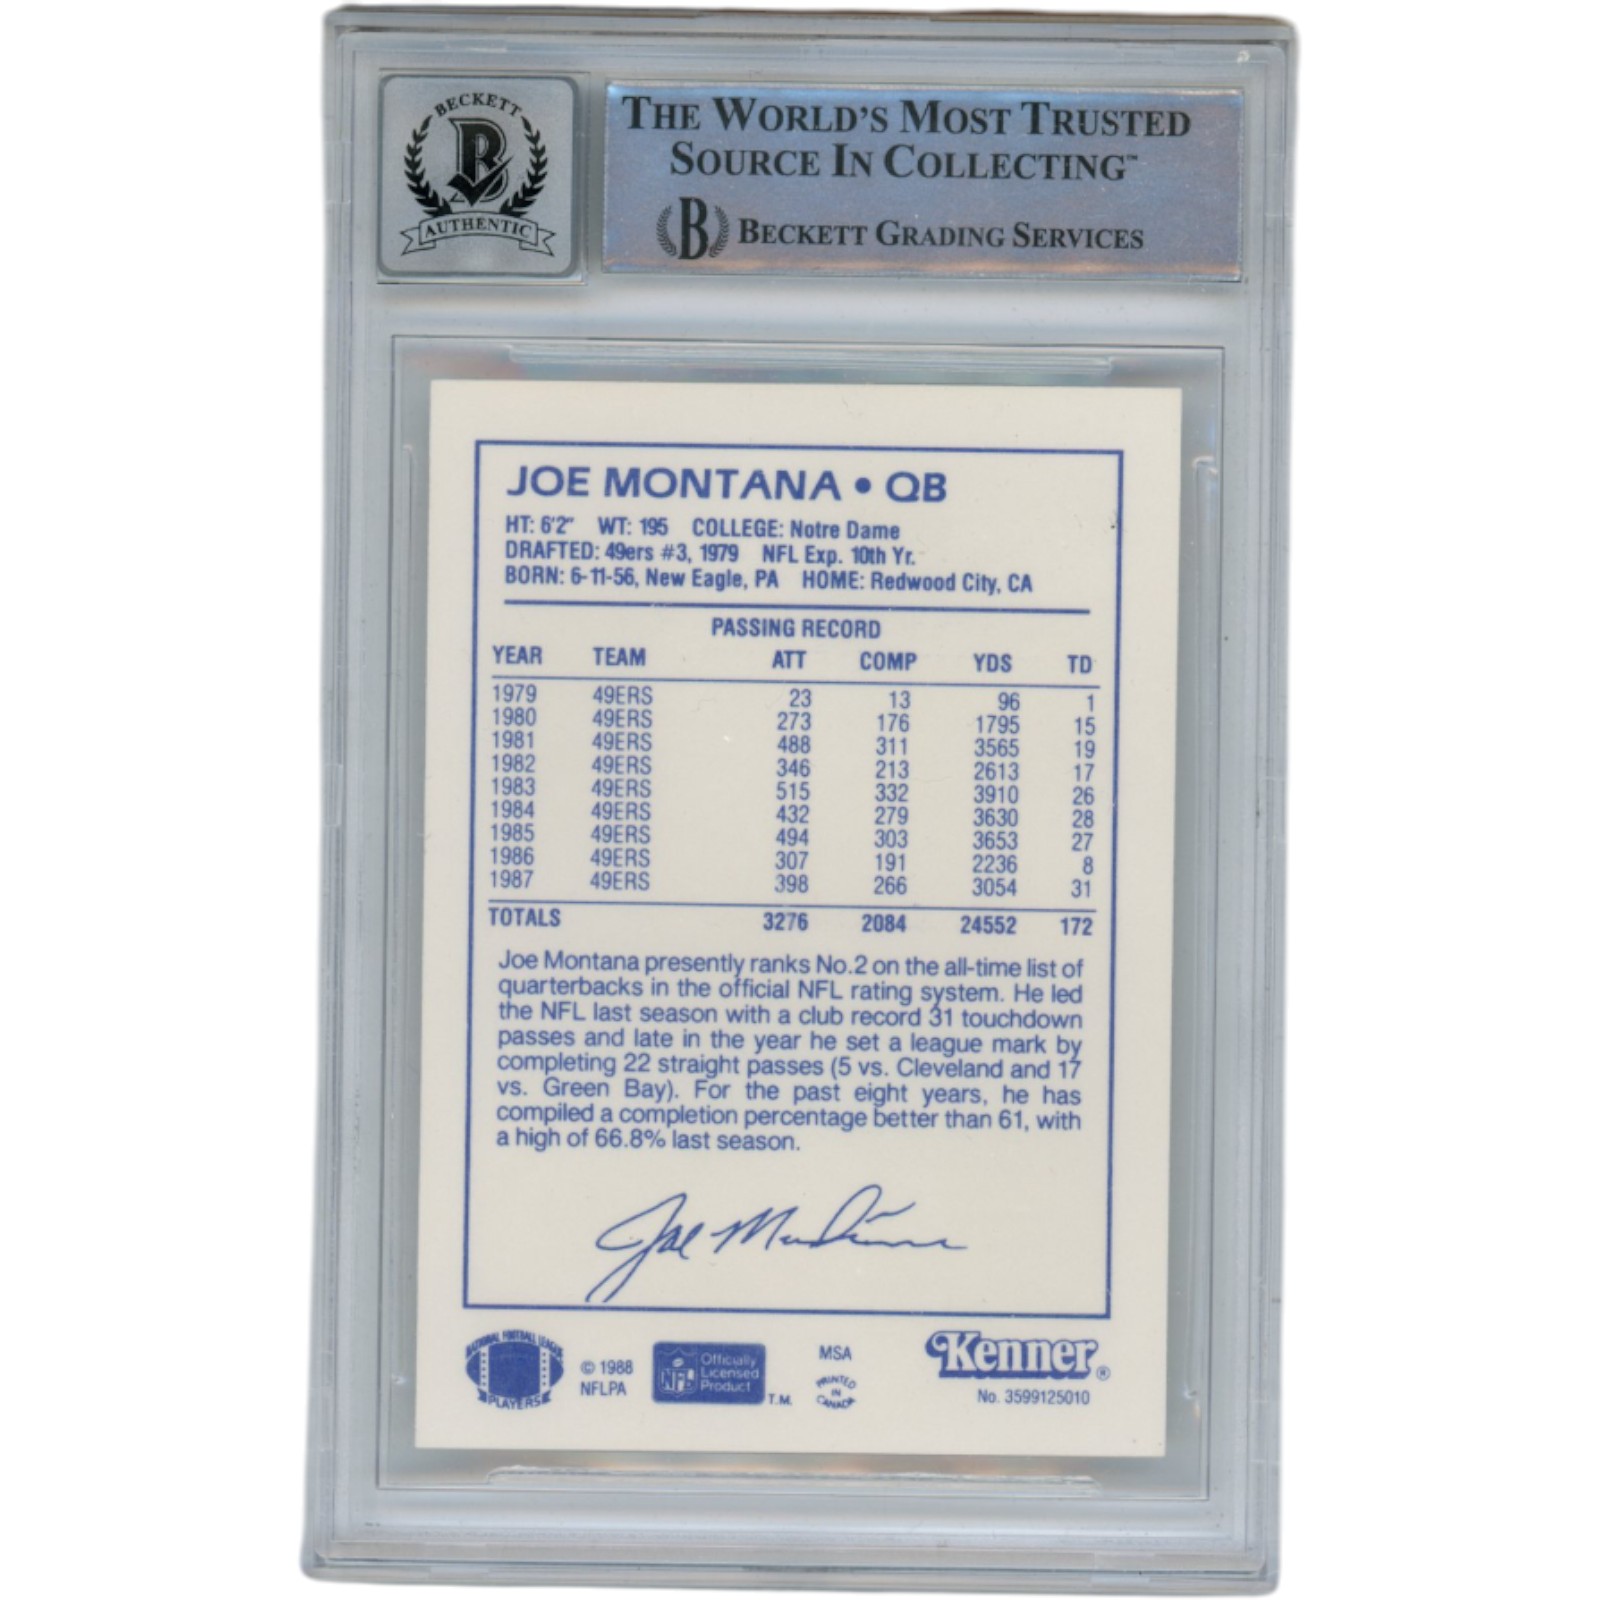 BECKETT
B
AUTHENTIC
THE WORLD'S MOST TRUSTED
SOURCE IN COLLECTING™
B BECKETT GRADING SERVICES
JOE MONTANA • QB
HT: 6'2" WT: 195 COLLEGE: Notre Dame
DRAFTED: 49ers #3, 1979 NFL Exp. 10th Yr.
BORN: 6-11-56, New Eagle, PA HOME: Redwood City, CA
PASSING RECORD
YEAR TEAM ATT COMP YDS TD
1979 49ERS 23 13 96 1
1980 49ERS 273 176 1795 15
1981 49ERS 488 311 3565 19
1982 49ERS 346 213 2613 17
1983 49ERS 515 332 3910 26
1984 49ERS 432 279 3630 28
1985 49ERS 494 303 3653 27
1986 49ERS 307 191 2236 8
1987 49ERS 398 266 3054 31
TOTALS 3276 2084 24552 172
Joe Montana presently ranks No.2 on the all-time list of
quarterbacks in the official NFL rating system. He led
the NFL last season with a club record 31 touchdown
passes and late in the year he set a league mark by
completing 22 straight passes (5 vs. Cleveland and 17
vs. Green Bay). For the past eight years, he has
compiled a completion percentage better than 61, with
a high of 66.8% last season.
Joe Montana
NATIONAL FOOTBALL LEAGUE
PLAYERS
© 1988
NFLPA
NFL
Officially
Licensed
Product
T.M.
MSA
PRINTED
IN
CANADA
Kenner®
No. 3599125010